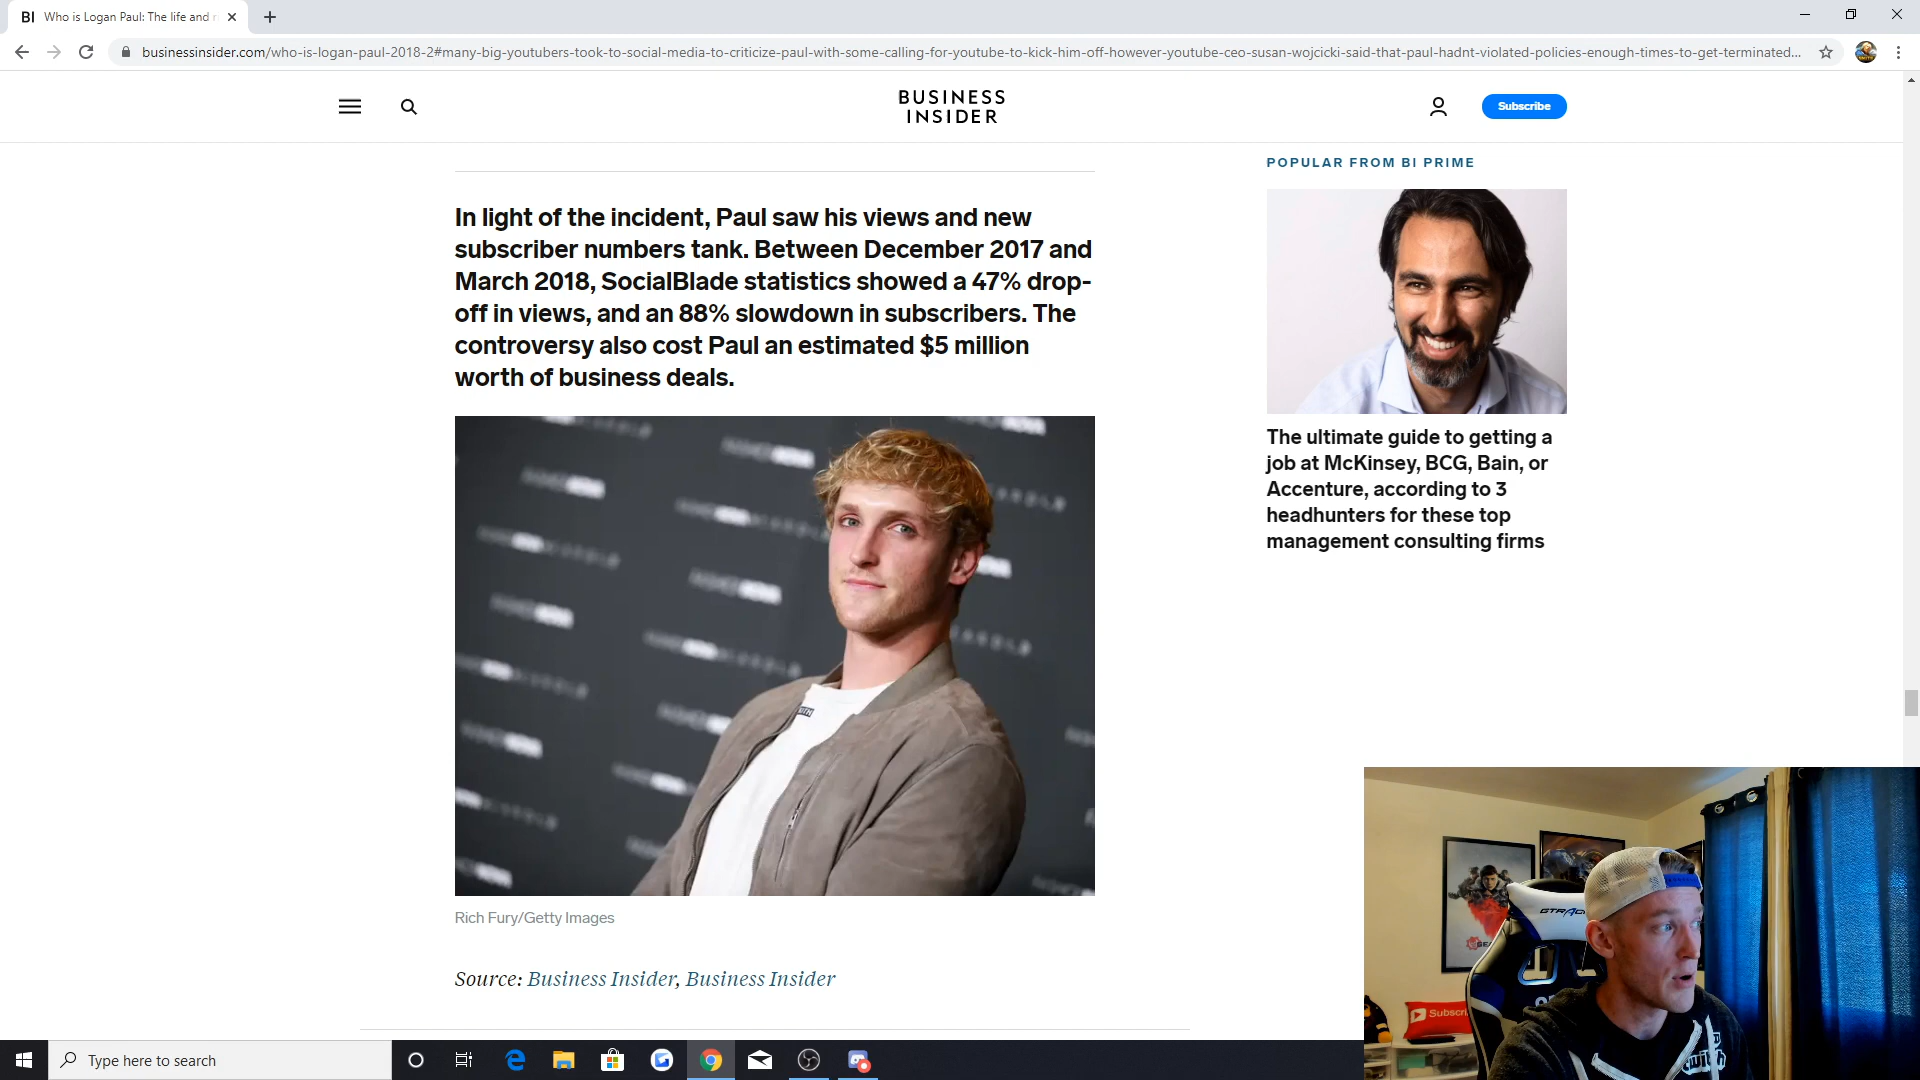 BI Who is Logan Paul: The life and
businessinsider.com/who-is-logan-paul-2018-2#many-big-youtubers-took-to-social-media-to-criticize-paul-with-some-calling-for-youtube-to-kick-him-off-however-youtube-ceo-susan-wojcicki-said-that-paul-hadnt-violated-policies-enough-times-to-get-terminated...
BUSINESS
INSIDER
Subscribe
POPULAR FROM BI PRIME
In light of the incident, Paul saw his views and new
subscriber numbers tank. Between December 2017 and
March 2018, SocialBlade statistics showed a 47% drop-
off in views, and an 88% slowdown in subscribers. The
controversy also cost Paul an estimated $5 million
worth of business deals.
The ultimate guide to getting a
job at McKinsey, BCG, Bain, or
Accenture, according to 3
headhunters for these top
management consulting firms
Rich Fury/Getty Images
Source: Business Insider, Business Insider
Type here to search